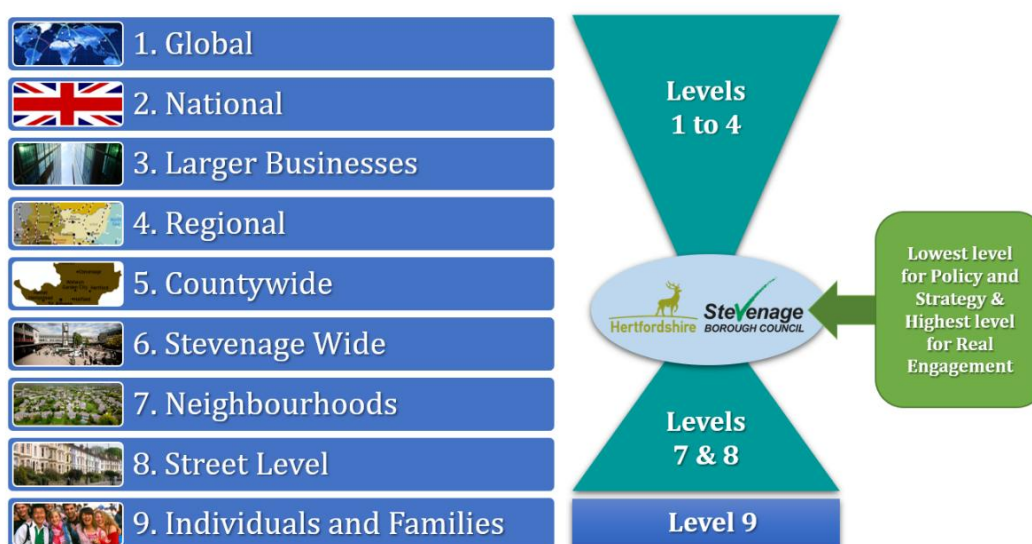 1. Global
2. National
3. Larger Businesses
4. Regional
5. Countywide
6. Stevenage Wide
7. Neighbourhoods
8. Street Level
9. Individuals and Families
Levels
1 to 4
Hertfordshire
Stevenage
BOROUGH COUNCIL
Levels
7 & 8
Level 9
Lowest level
for Policy and
Strategy &
Highest level
for Real
Engagement